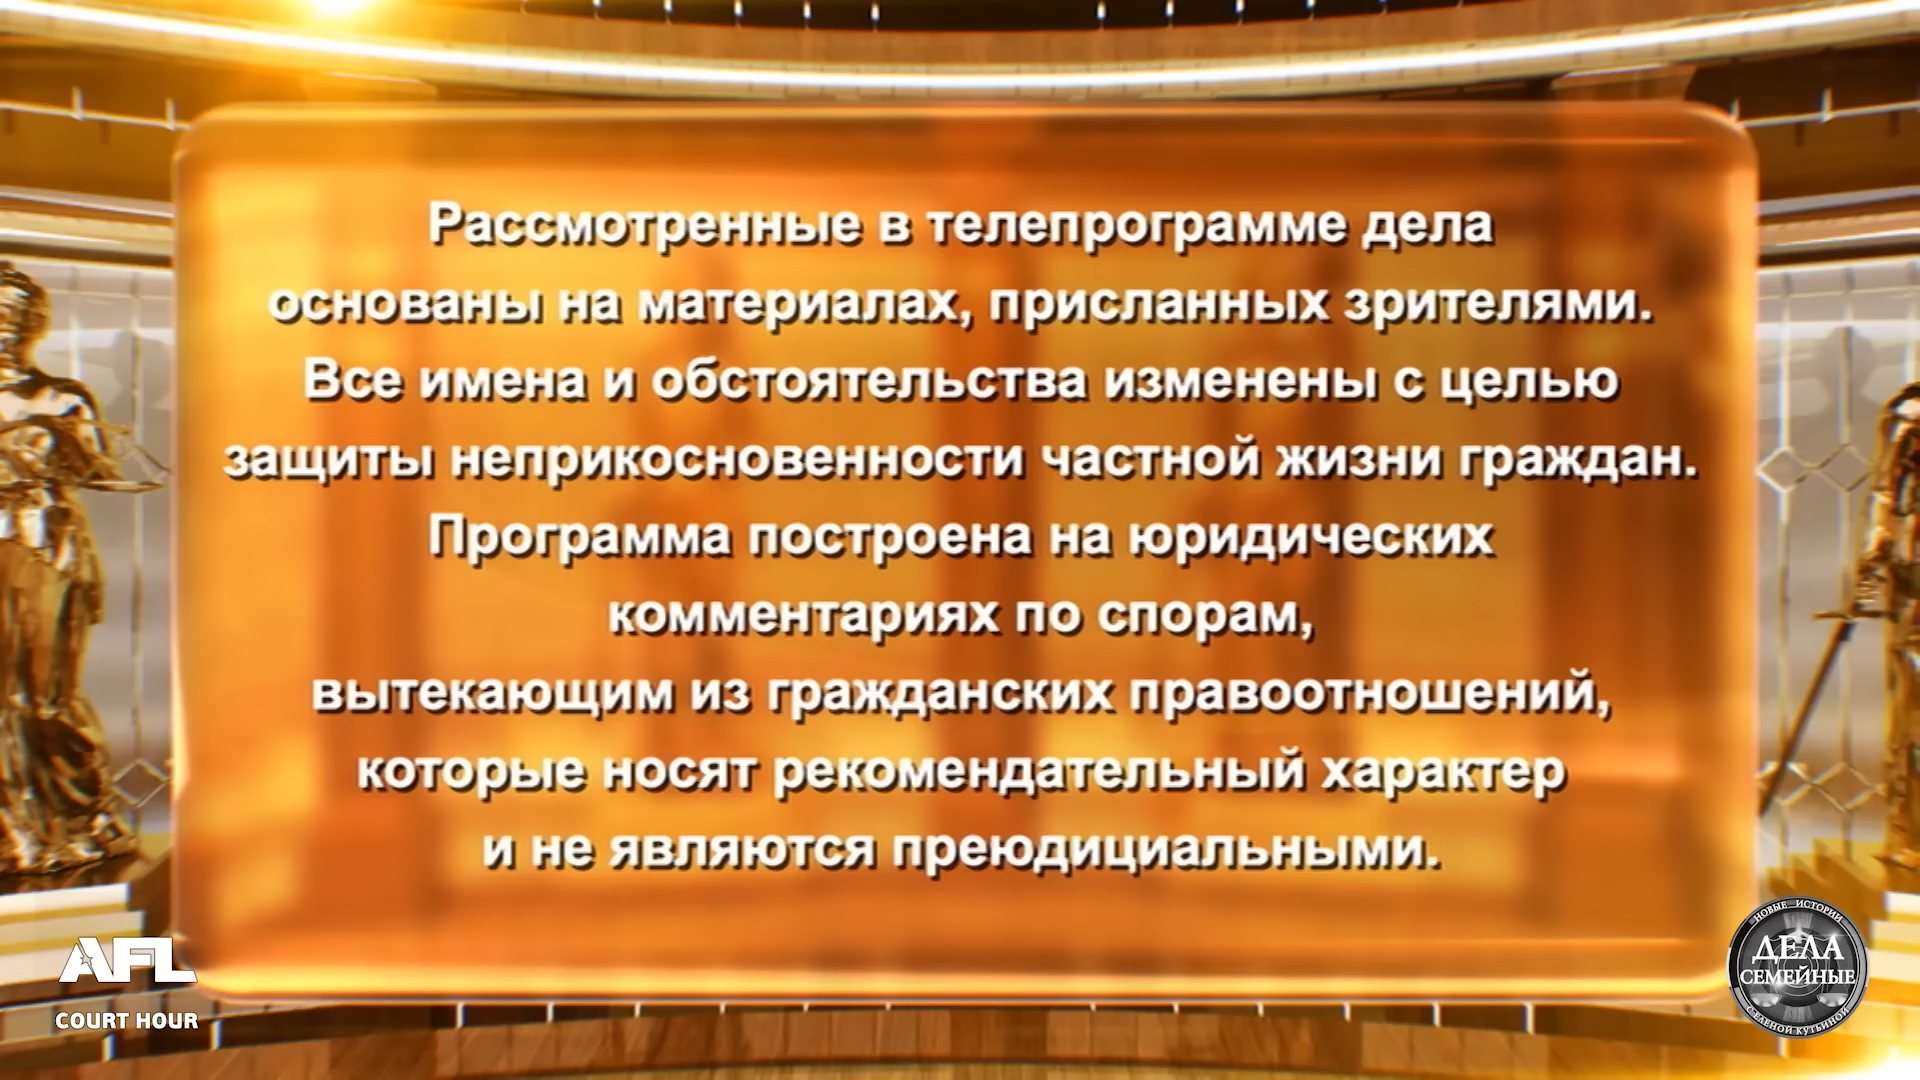 Рассмотренные в телепрограмме дела
основаны на материалах, присланных зрителями.
Все имена и обстоятельства изменены с целью
защиты неприкосновенности частной жизни граждан.
Программа построена на юридических
комментариях по спорам,
вытекающим из гражданских правоотношений,
которые носят рекомендательный характер
и не являются преюдициальными.
AFL
COURT HOUR
НОВЫЕ ИСТОРИИ
ДЕЛА
СЕМЕЙНЫЕ
С ЕЛЕНОЙ КУТЬИНОЙ